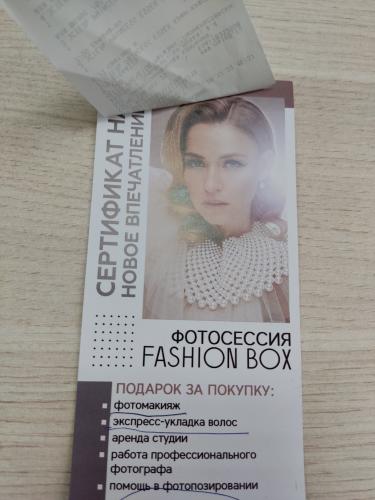 СЕРТИФИКАТ НА
НОВОЕ ВПЕЧАТЛЕНИЕ
ФОТОСЕССИЯ
FASHION BOX
ПОДАРОК ЗА ПОКУПКУ:
фотомакияж
экспресс-укладка волос
аренда студии
работа профессионального
фотографа
помощь в фотопозировании